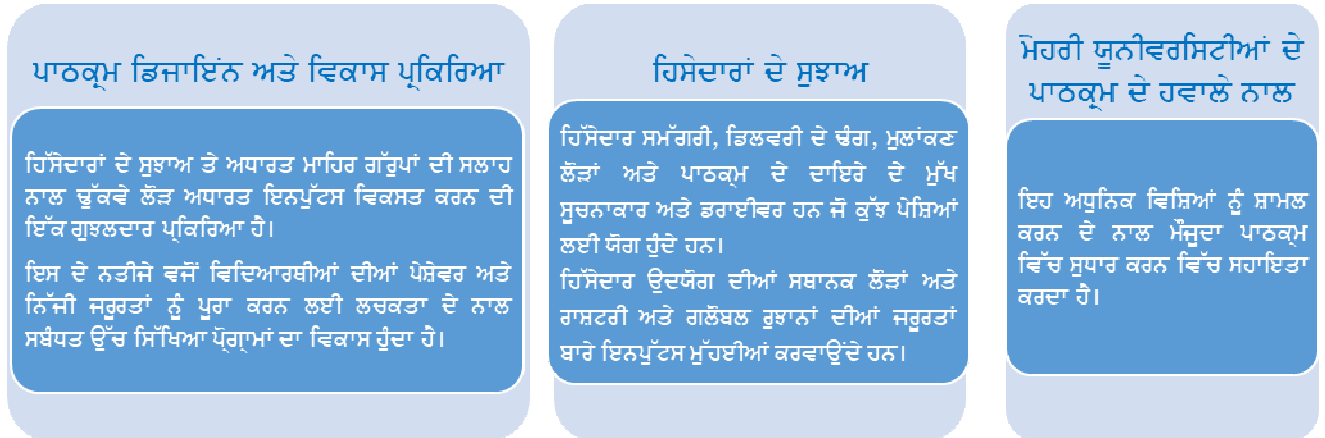 ਪਾਠਕ੍ਰਮ ਡਿਜਾਇੰਨ ਅਤੇ ਵਿਕਾਸ ਪ੍ਰਕਿਰਿਆ
ਹਿੱਸੇਦਾਰਾਂ ਦੇ ਸੁਝਾਅ ਤੇ ਅਧਾਰਤ ਮਾਹਿਰ ਗੱਰੁਪਾਂ ਦੀ ਸਲਾਹ
ਨਾਲ ਢੁੱਕਵੇ ਲੋੜ ਅਧਾਰਤ ਇਨਪੁੱਟਸ ਵਿਕਸਤ ਕਰਨ ਦੀ
ਇੱਕ ਗੁਝਲਦਾਰ ਪ੍ਰਕਿਰਿਆ ਹੈ।
ਇਸ ਦੇ ਨਤੀਜੇ ਵਜੋਂ ਵਿਦਿਆਰਥੀਆਂ ਦੀਆਂ ਪੇਸ਼ੇਵਰ ਅਤੇ
ਨਿੱਜੀ ਜਰੂਰਤਾਂ ਨੂੰ ਪੂਰਾ ਕਰਨ ਲਈ ਲਚਕਤਾ ਦੇ ਨਾਲ
ਸਬੰਧਤ ਉੱਚ ਸਿੱਖਿਆ ਪ੍ਰੋਗ੍ਰਾਮਾਂ ਦਾ ਵਿਕਾਸ ਹੁੰਦਾ ਹੈ।
ਹਿਸੇਦਾਰਾਂ ਦੇ ਸੁਝਾਅ
ਹਿੱਸੇਦਾਰ ਸਮੱਗਰੀ, ਡਿਲਵਰੀ ਦੇ ਢੰਗ, ਮੁਲਾਂਕਣ
ਲੋੜਾਂ ਅਤੇ ਪਾਠਕ੍ਰਮ ਦੇ ਦਾਇਰੇ ਦੇ ਮੁੱਖ
ਸੂਚਨਾਕਾਰ ਅਤੇ ਡਰਾਈਵਰ ਹਨ ਜੋ ਕੁੱਝ ਪੇਸ਼ਿਆਂ
ਲਈ ਯੋਗ ਹੁੰਦੇ ਹਨ।
ਹਿੱਸੇਦਾਰ ਉਦਯੋਗ ਦੀਆਂ ਸਥਾਨਕ ਲੋੜਾਂ ਅਤੇ
ਰਾਸ਼ਟਰੀ ਅਤੇ ਗਲੋਬਲ ਰੁਝਾਨਾਂ ਦੀਆਂ ਜਰੂਰਤਾਂ
ਬਾਰੇ ਇਨਪੁੱਟਸ ਮੁੱਹਈਆਂ ਕਰਵਾਉਂਦੇ ਹਨ।
ਮੋਹਰੀ ਯੂਨੀਵਰਸਿਟੀਆਂ ਦੇ
ਪਾਠਕ੍ਰਮ ਦੇ ਹਵਾਲੇ ਨਾਲ
ਇਹ ਅਧੁਨਿਕ ਵਿਸ਼ਿਆਂ ਨੂੰ ਸ਼ਾਮਲ
ਕਰਨ ਦੇ ਨਾਲ ਮੌਜੂਦਾ ਪਾਠਕ੍ਰਮ
ਵਿੱਚ ਸੁਧਾਰ ਕਰਨ ਵਿੱਚ ਸਹਾਇਤਾ
ਕਰਦਾ ਹੈ।